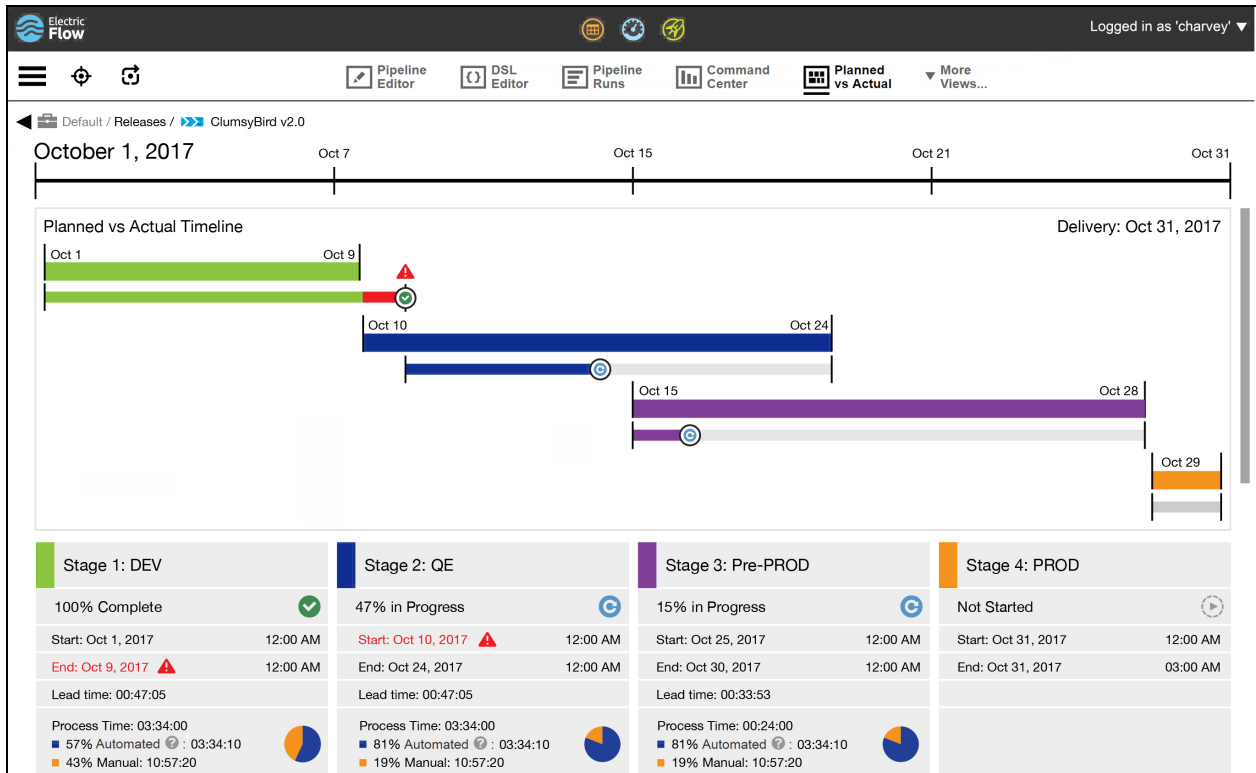 Electric
Flow
Logged in as 'charvey'
Pipeline
Editor
DSL
Editor
Pipeline
Runs
Command
Center
Planned
vs Actual
More
Views...
Default / Releases / ClumsyBird v2.0
October 1, 2017
Oct 7
Oct 15
Oct 21
Oct 31
Planned vs Actual Timeline
Delivery: Oct 31, 2017
Oct 1
Oct 9
Oct 10
Oct 24
Oct 15
Oct 28
Oct 29
Stage 1: DEV
100% Complete
Start: Oct 1, 2017 12:00 AM
End: Oct 9, 2017 12:00 AM
Lead time: 00:47:05
Process Time: 03:34:00
57% Automated ? : 03:34:10
43% Manual: 10:57:20
Stage 2: QE
47% in Progress
Start: Oct 10, 2017 12:00 AM
End: Oct 24, 2017 12:00 AM
Lead time: 00:47:05
Process Time: 03:34:00
81% Automated ? : 03:34:10
19% Manual: 10:57:20
Stage 3: Pre-PROD
15% in Progress
Start: Oct 25, 2017 12:00 AM
End: Oct 30, 2017 12:00 AM
Lead time: 00:33:53
Process Time: 00:24:00
81% Automated ? : 03:34:10
19% Manual: 10:57:20
Stage 4: PROD
Not Started
Start: Oct 31, 2017 12:00 AM
End: Oct 31, 2017 03:00 AM